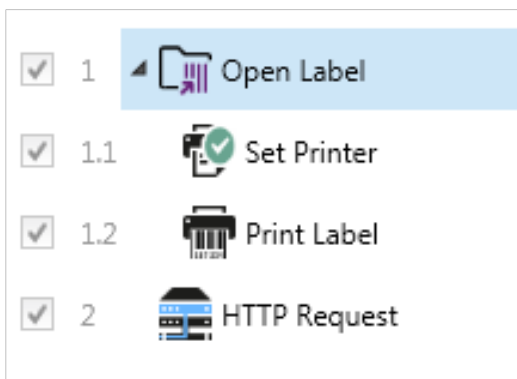 1 Open Label
1.1 Set Printer
1.2 Print Label
2 HTTP Request